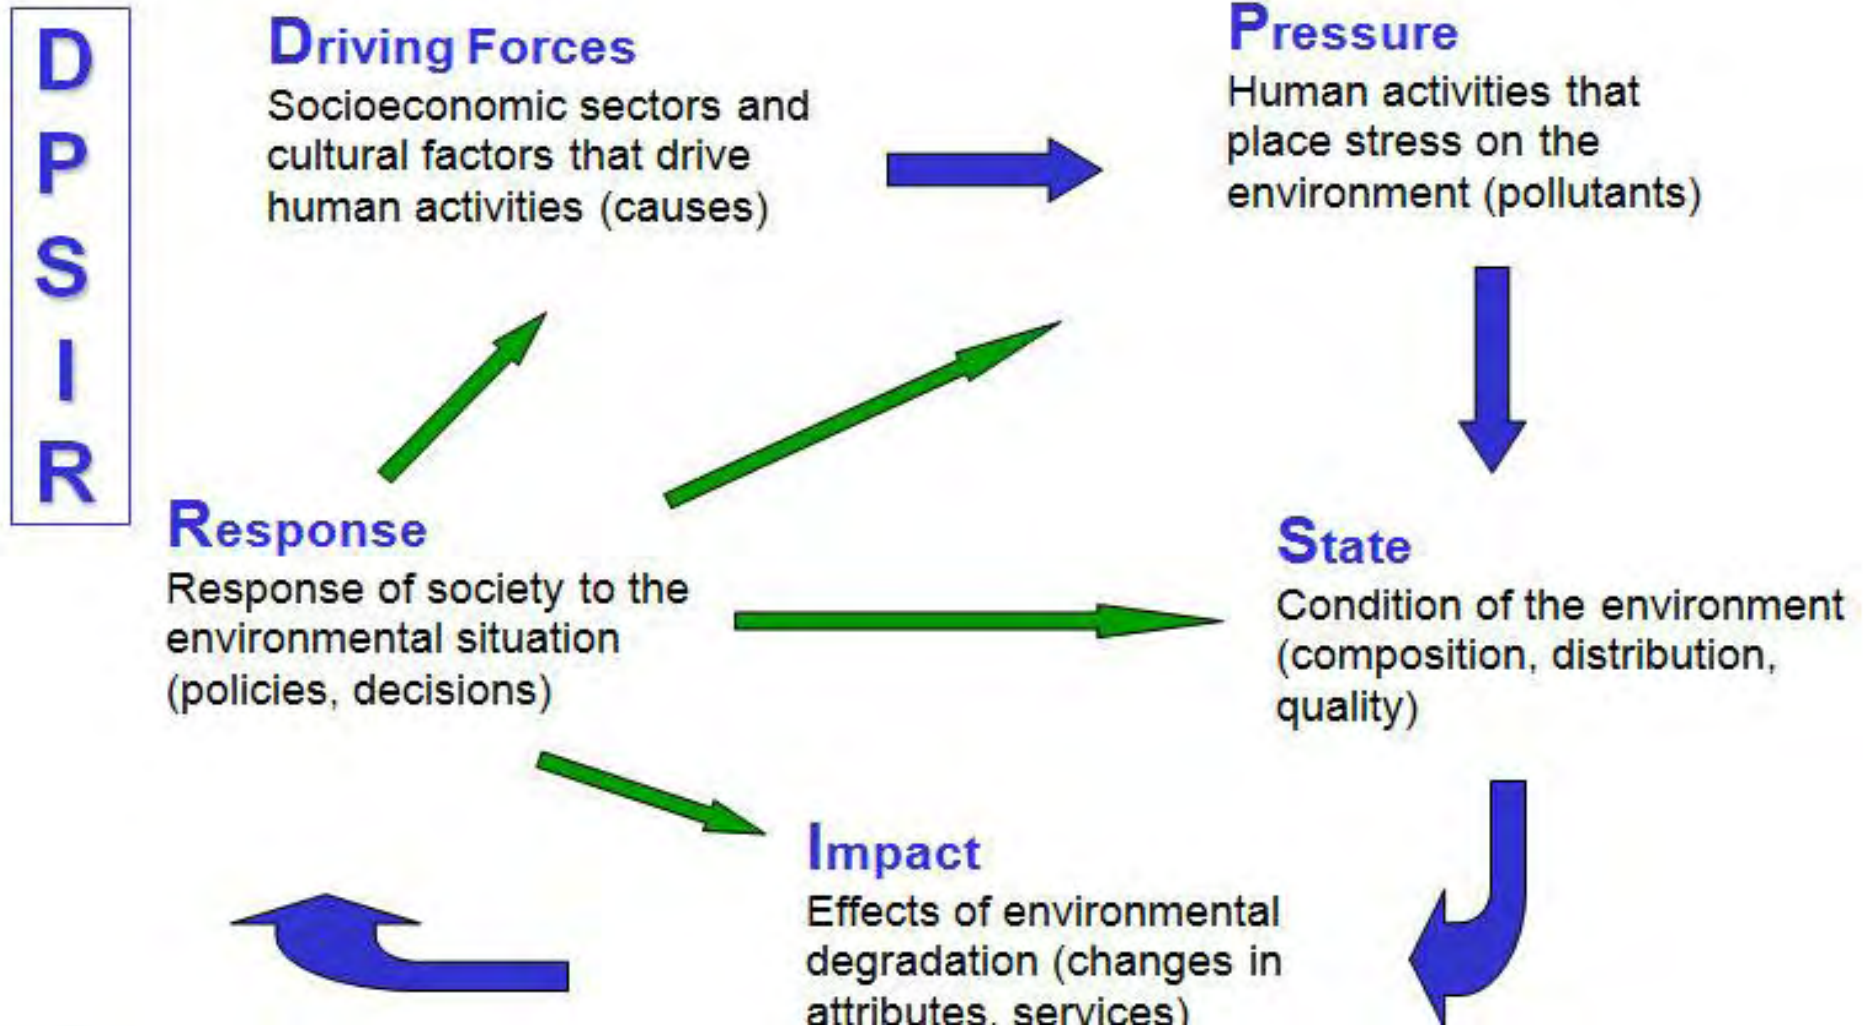 D
P
S
I
R
Driving Forces
Socioeconomic sectors and
cultural factors that drive
human activities (causes)
Pressure
Human activities that
place stress on the
environment (pollutants)
Response
Response of society to the
environmental situation
(policies, decisions)
State
Condition of the environment
(composition, distribution,
quality)
Impact
Effects of environmental
degradation (changes in
attributes, services)